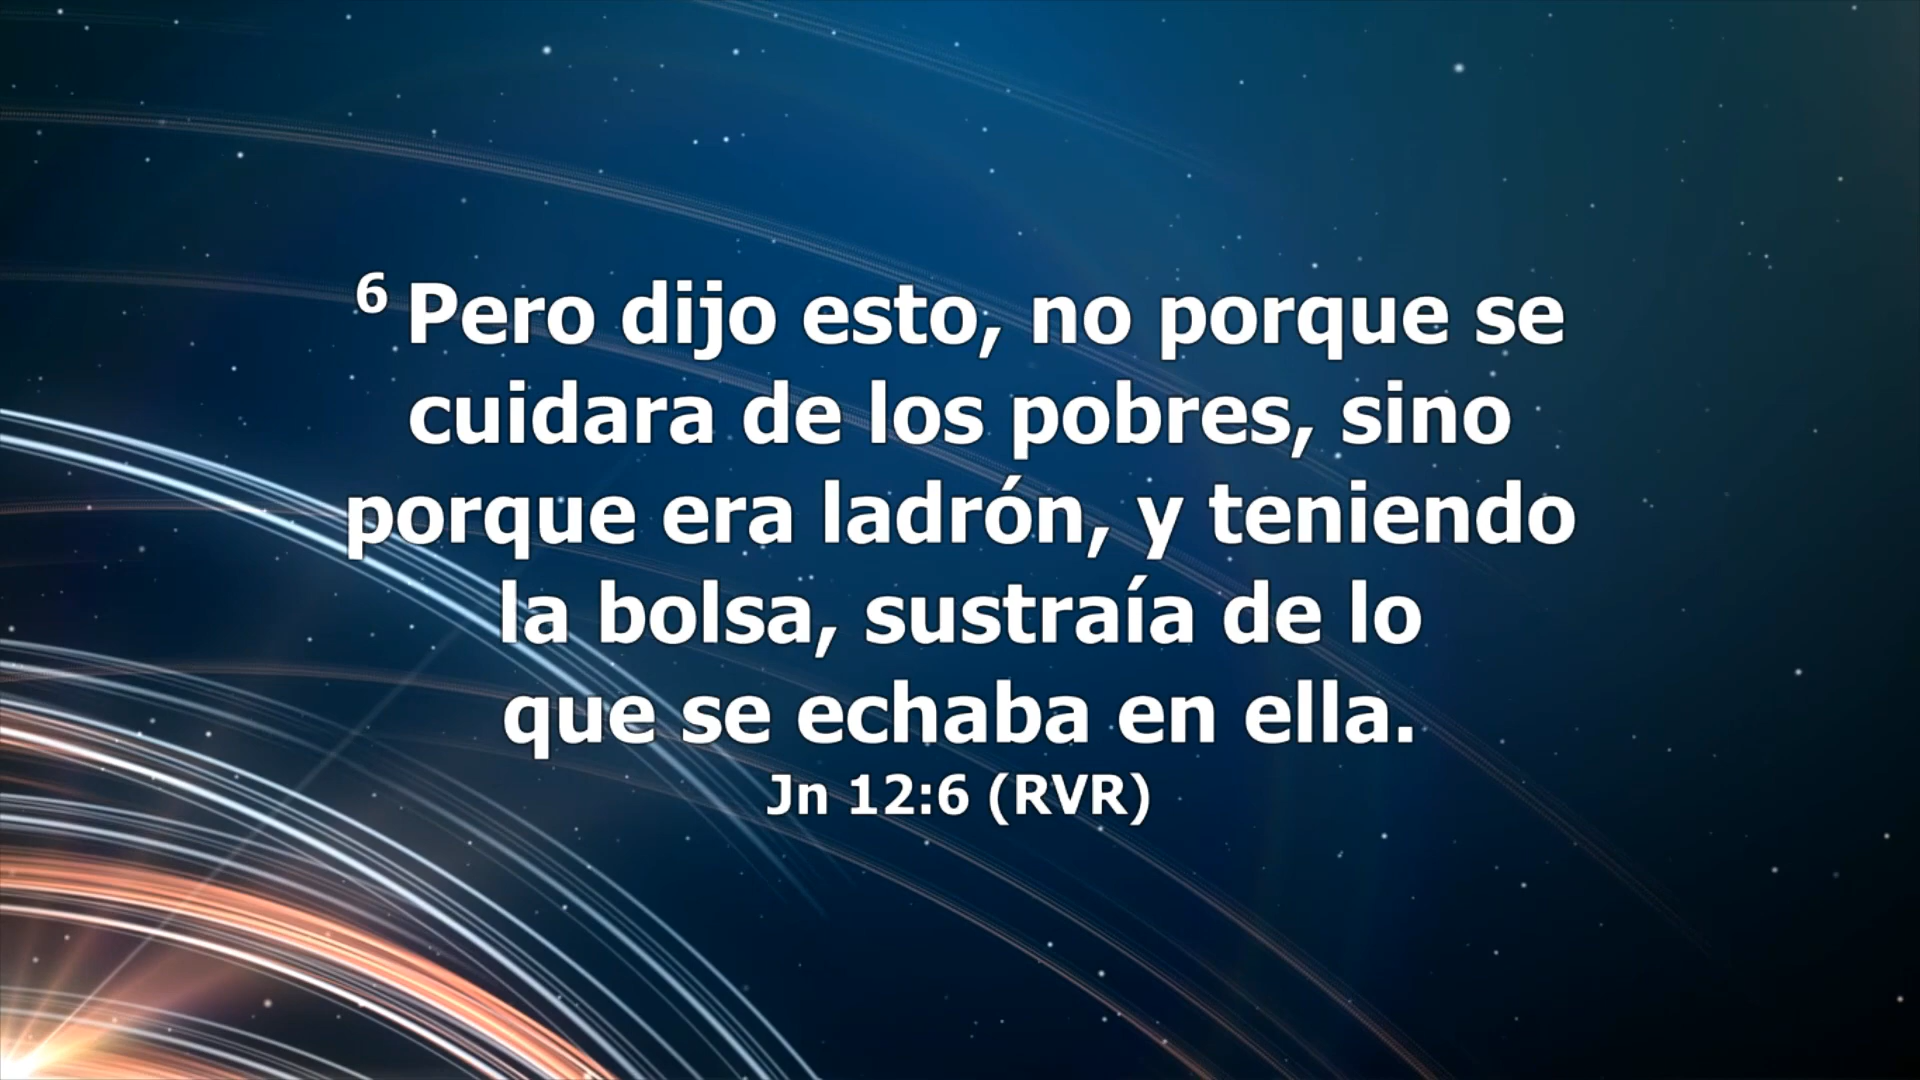 6 Pero dijo esto, no porque se
cuidara de los pobres, sino
porque era ladrón, y teniendo
la bolsa, sustraía de lo
que se echaba en ella.
Jn 12:6 (RVR)